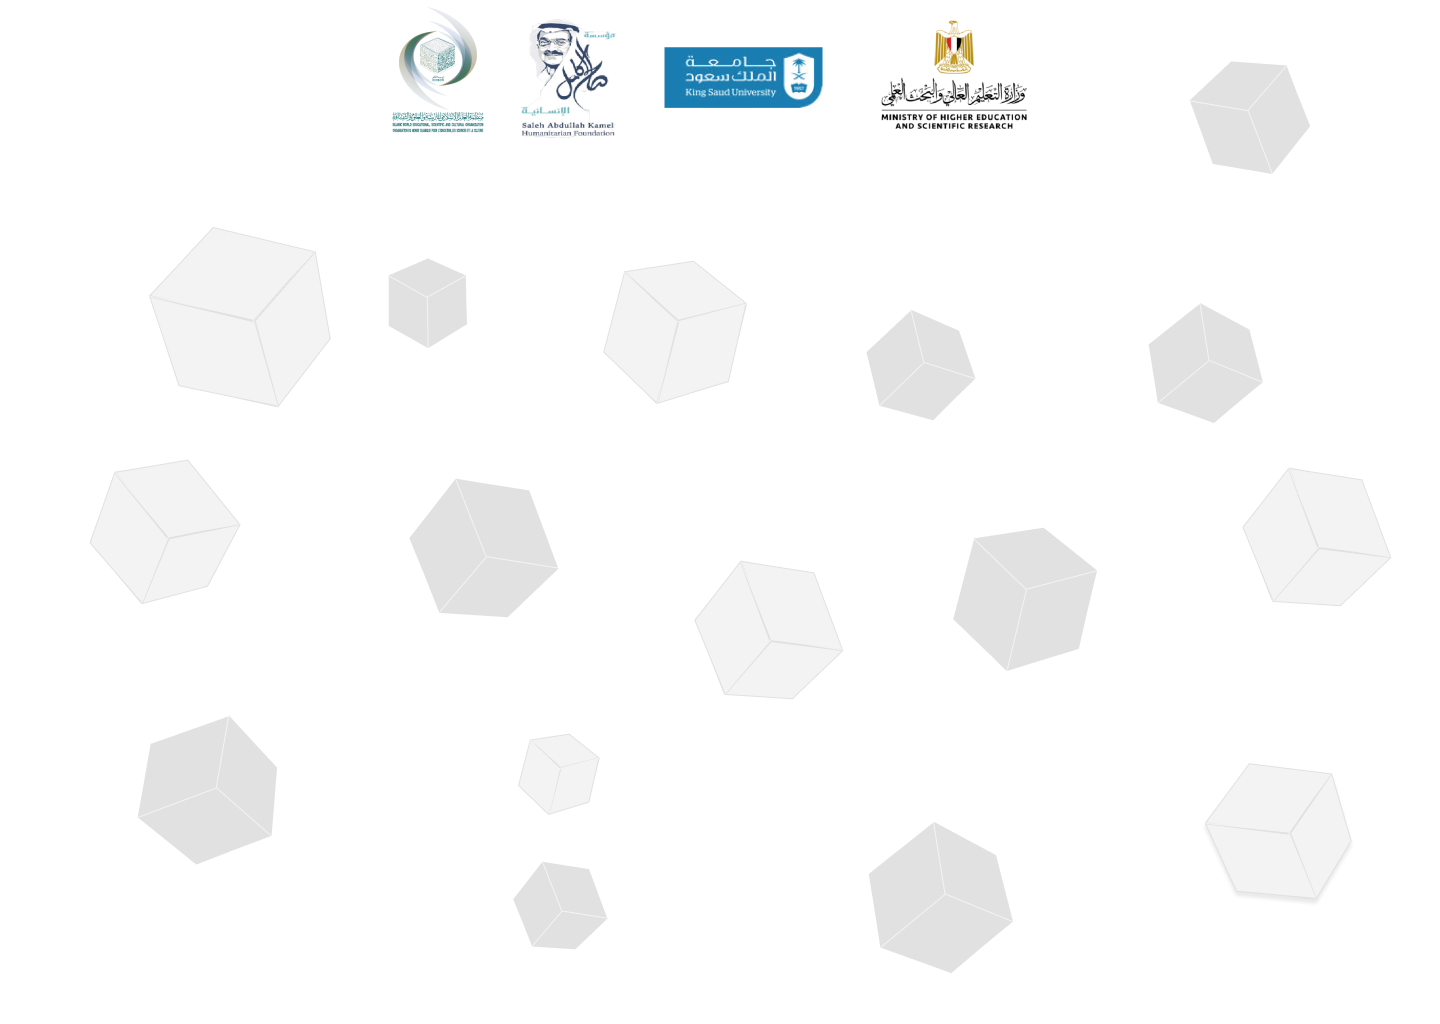 مؤسسة
صالح كامل
الإنسانية
Saleh Abdullah Kamel
Humanitarian Foundation
جامعة
الملك سعود
King Saud University
وزارة التعليم العالي والبحث العلمي
MINISTRY OF HIGHER EDUCATION
AND SCIENTIFIC RESEARCH